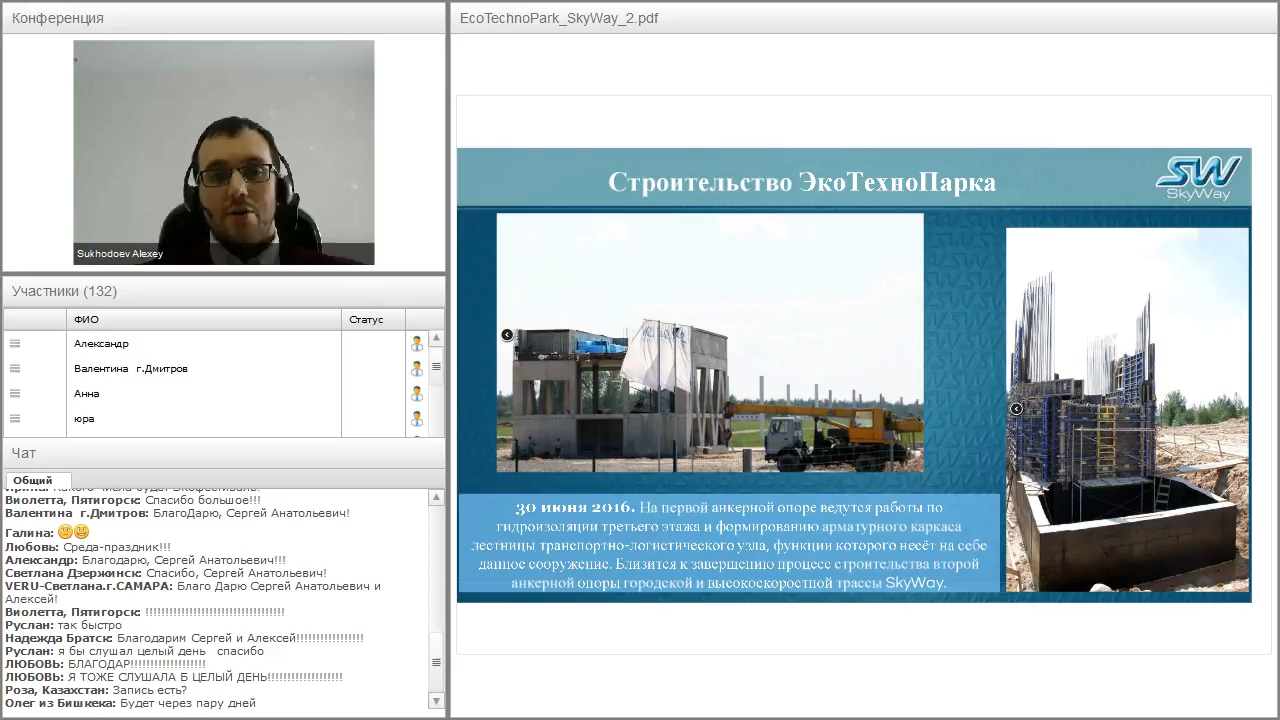 Конференция
Sukhodoev Alexey
Участники (132)
ФИО
Статус
Александр
Валентина г.Дмитров
Анна
юра
Чат
Общий
Виолетта, Пятигорск: Спасибо большое!!!
Валентина г.Дмитров: БлагоДарю, Сергей Анатольевич!
Галина:
Любовь: Среда-праздник!!!
Александр: Благодарю, Сергей Анатольевич!!!
Светлана Дзержинск: Спасибо, Сергей Анатольевич!
VERU-Светлана.г.САМАРА: Благо Дарю Сергей Анатольевич и
Алексей!
Виолетта, Пятигорск: !!!!!!!!!!!!!!!!!!!!!!!!!!!!!!!!!!
Руслан: так быстро
Надежда Братск: Благодарим Сергей и Алексей!!!!!!!!!!!!!!!!!
Руслан: я бы слушал целый день спасибо
ЛЮБОВЬ: БЛАГОДАР!!!!!!!!!!!!!!!!!!!
ЛЮБОВЬ: Я ТОЖЕ СЛУШАЛА Б ЦЕЛЫЙ ДЕНЬ!!!!!!!!!!!!!!!!!!!
Роза, Казахстан: Запись есть?
Олег из Бишкека: Будет через пару дней
EcoTechnoPark_SkyWay_2.pdf
Строительство ЭкоТехноПарка
SW
SkyWay
30 июня 2016. На первой анкерной опоре ведутся работы по
гидроизоляции третьего этажа и формированию арматурного каркаса
лестницы транспортно-логистического узла, функции которого несёт на себе
данное сооружение. Близится к завершению процесс строительства второй
анкерной опоры городской и высокоскоростной трассы SkyWay.